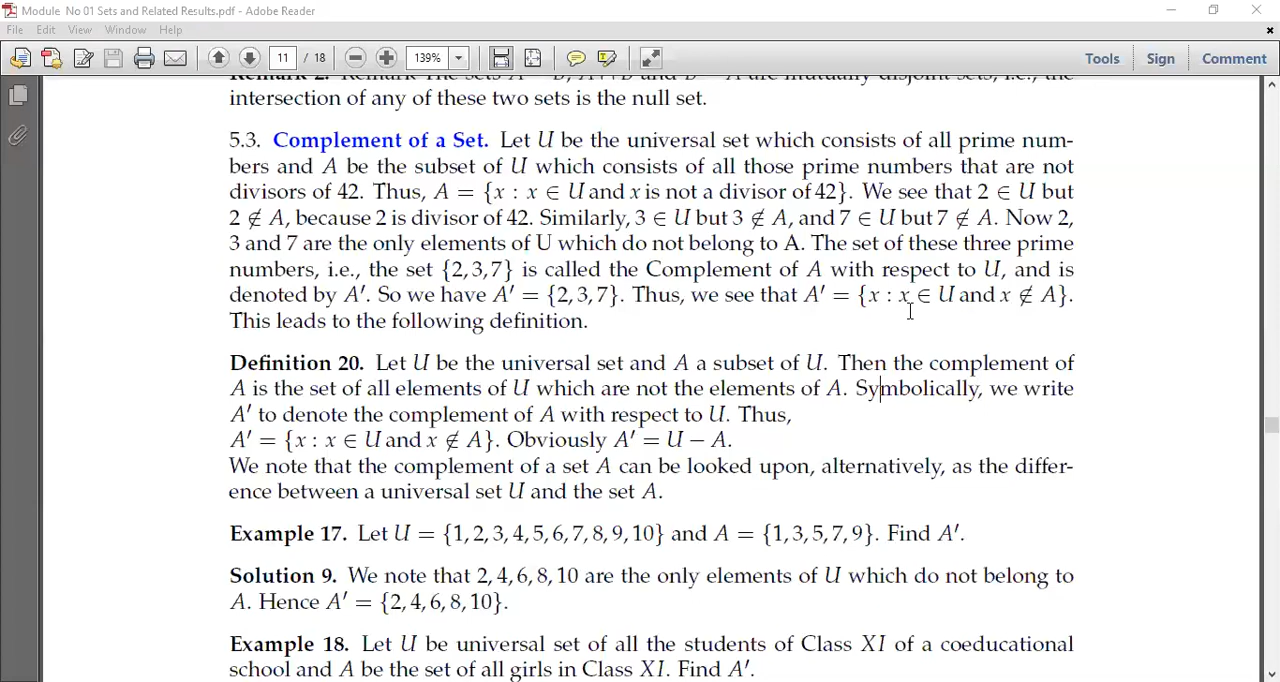 Module No 01 Sets and Related Results.pdf - Adobe Reader
File Edit View Window Help
11 / 18 139% Tools Sign Comment
Remark 2. Remark The sets A − B, A ∩ B and B − A are mutually disjoint sets, i.e., the
intersection of any of these two sets is the null set.
5.3. Complement of a Set. Let U be the universal set which consists of all prime num-
bers and A be the subset of U which consists of all those prime numbers that are not
divisors of 42. Thus, A = {x : x ∈ U and x is not a divisor of 42}. We see that 2 ∈ U but
2 ∉ A, because 2 is divisor of 42. Similarly, 3 ∈ U but 3 ∉ A, and 7 ∈ U but 7 ∉ A. Now 2,
3 and 7 are the only elements of U which do not belong to A. The set of these three prime
numbers, i.e., the set {2, 3, 7} is called the Complement of A with respect to U, and is
denoted by A′. So we have A′ = {2, 3, 7}. Thus, we see that A′ = {x : x ∈ U and x ∉ A}.
This leads to the following definition.
Definition 20. Let U be the universal set and A a subset of U. Then the complement of
A is the set of all elements of U which are not the elements of A. Symbolically, we write
A′ to denote the complement of A with respect to U. Thus,
A′ = {x : x ∈ U and x ∉ A}. Obviously A′ = U − A.
We note that the complement of a set A can be looked upon, alternatively, as the differ-
ence between a universal set U and the set A.
Example 17. Let U = {1, 2, 3, 4, 5, 6, 7, 8, 9, 10} and A = {1, 3, 5, 7, 9}. Find A′.
Solution 9. We note that 2, 4, 6, 8, 10 are the only elements of U which do not belong to
A. Hence A′ = {2, 4, 6, 8, 10}.
Example 18. Let U be universal set of all the students of Class XI of a coeducational
school and A be the set of all girls in Class XI. Find A′.